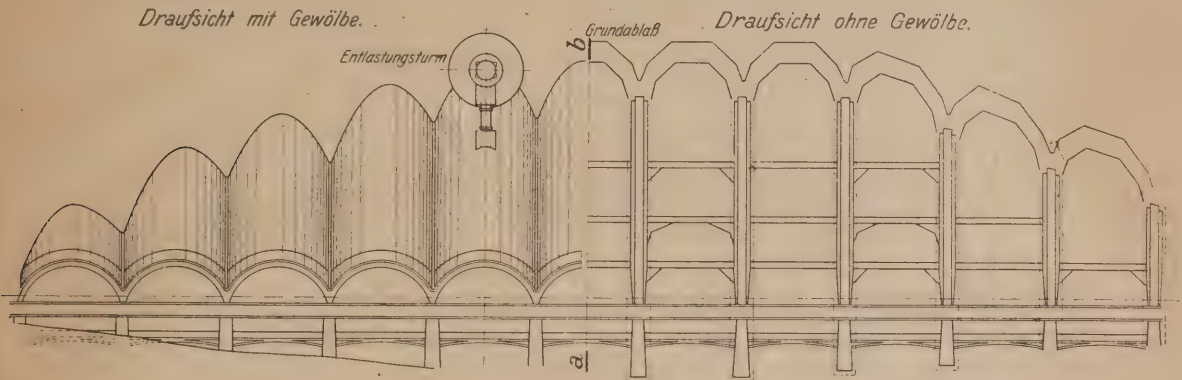 Draufsicht mit Gewölbe.
Draufsicht ohne Gewölbe.
Entlastungsturm
b
Grundablaß
a